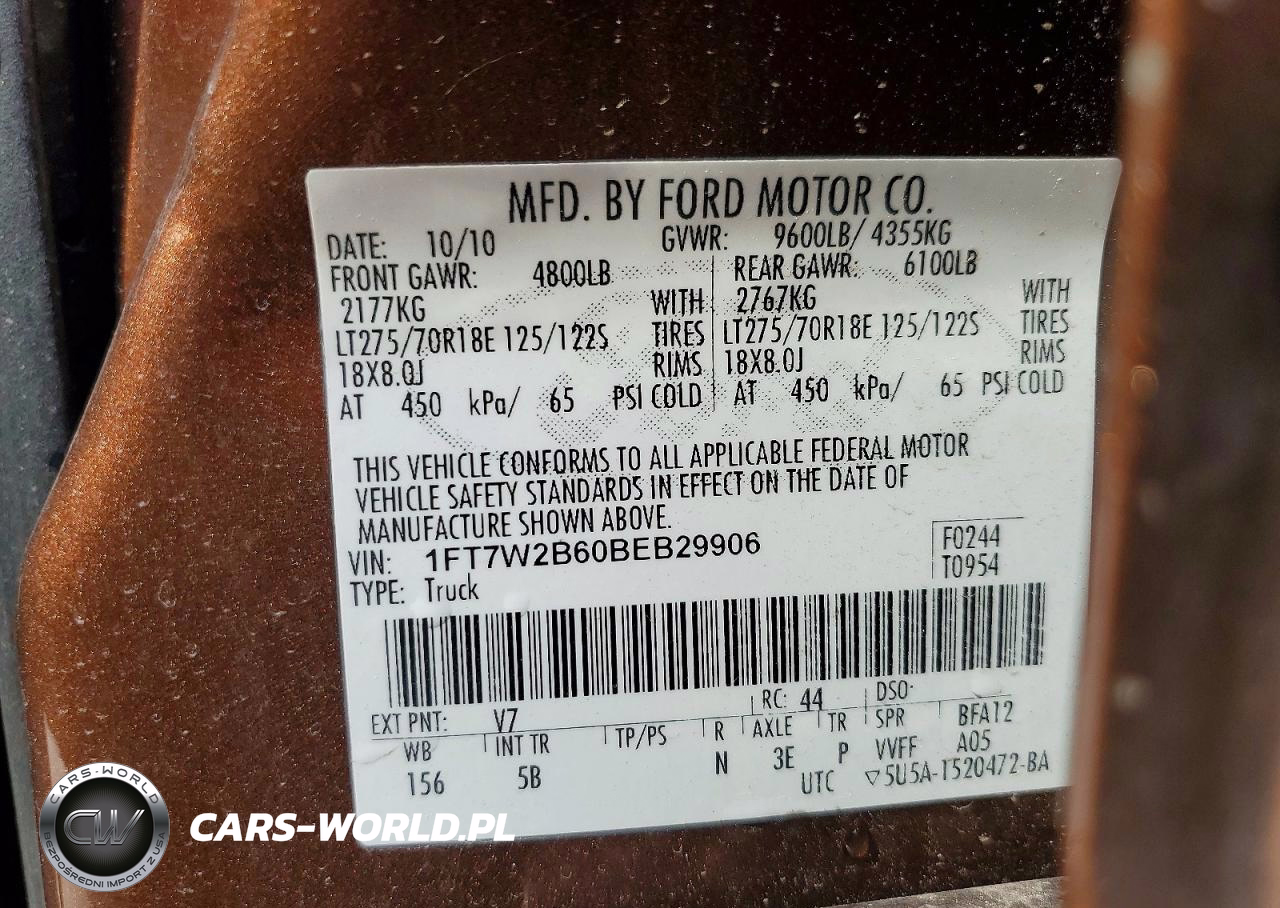 MFD. BY FORD MOTOR CO.
DATE: 10/10 GVWR: 9600LB/ 4355KG
FRONT GAWR: 4800LB REAR GAWR: 6100LB
2177KG WITH 2767KG WITH
LT275/70R18E 125/122S TIRES LT275/70R18E 125/122S TIRES
18X8.0J RIMS 18X8.0J RIMS
AT 450 kPa/ 65 PSI COLD AT 450 kPa/ 65 PSI COLD
THIS VEHICLE CONFORMS TO ALL APPLICABLE FEDERAL MOTOR
VEHICLE SAFETY STANDARDS IN EFFECT ON THE DATE OF
MANUFACTURE SHOWN ABOVE.
VIN: 1FT7W2B60BEB29906 F0244
TYPE: Truck T0954
EXT PNT: V7 RC: 44 DSO:
WB INT TR TP/PS R AXLE TR SPR BFA12
156 5B N 3E P VVFF A05
UTC ▽5U5A-1520472-BA
CARS-WORLD
CW
BEZPOŚREDNI IMPORT Z USA
CARS-WORLD.PL